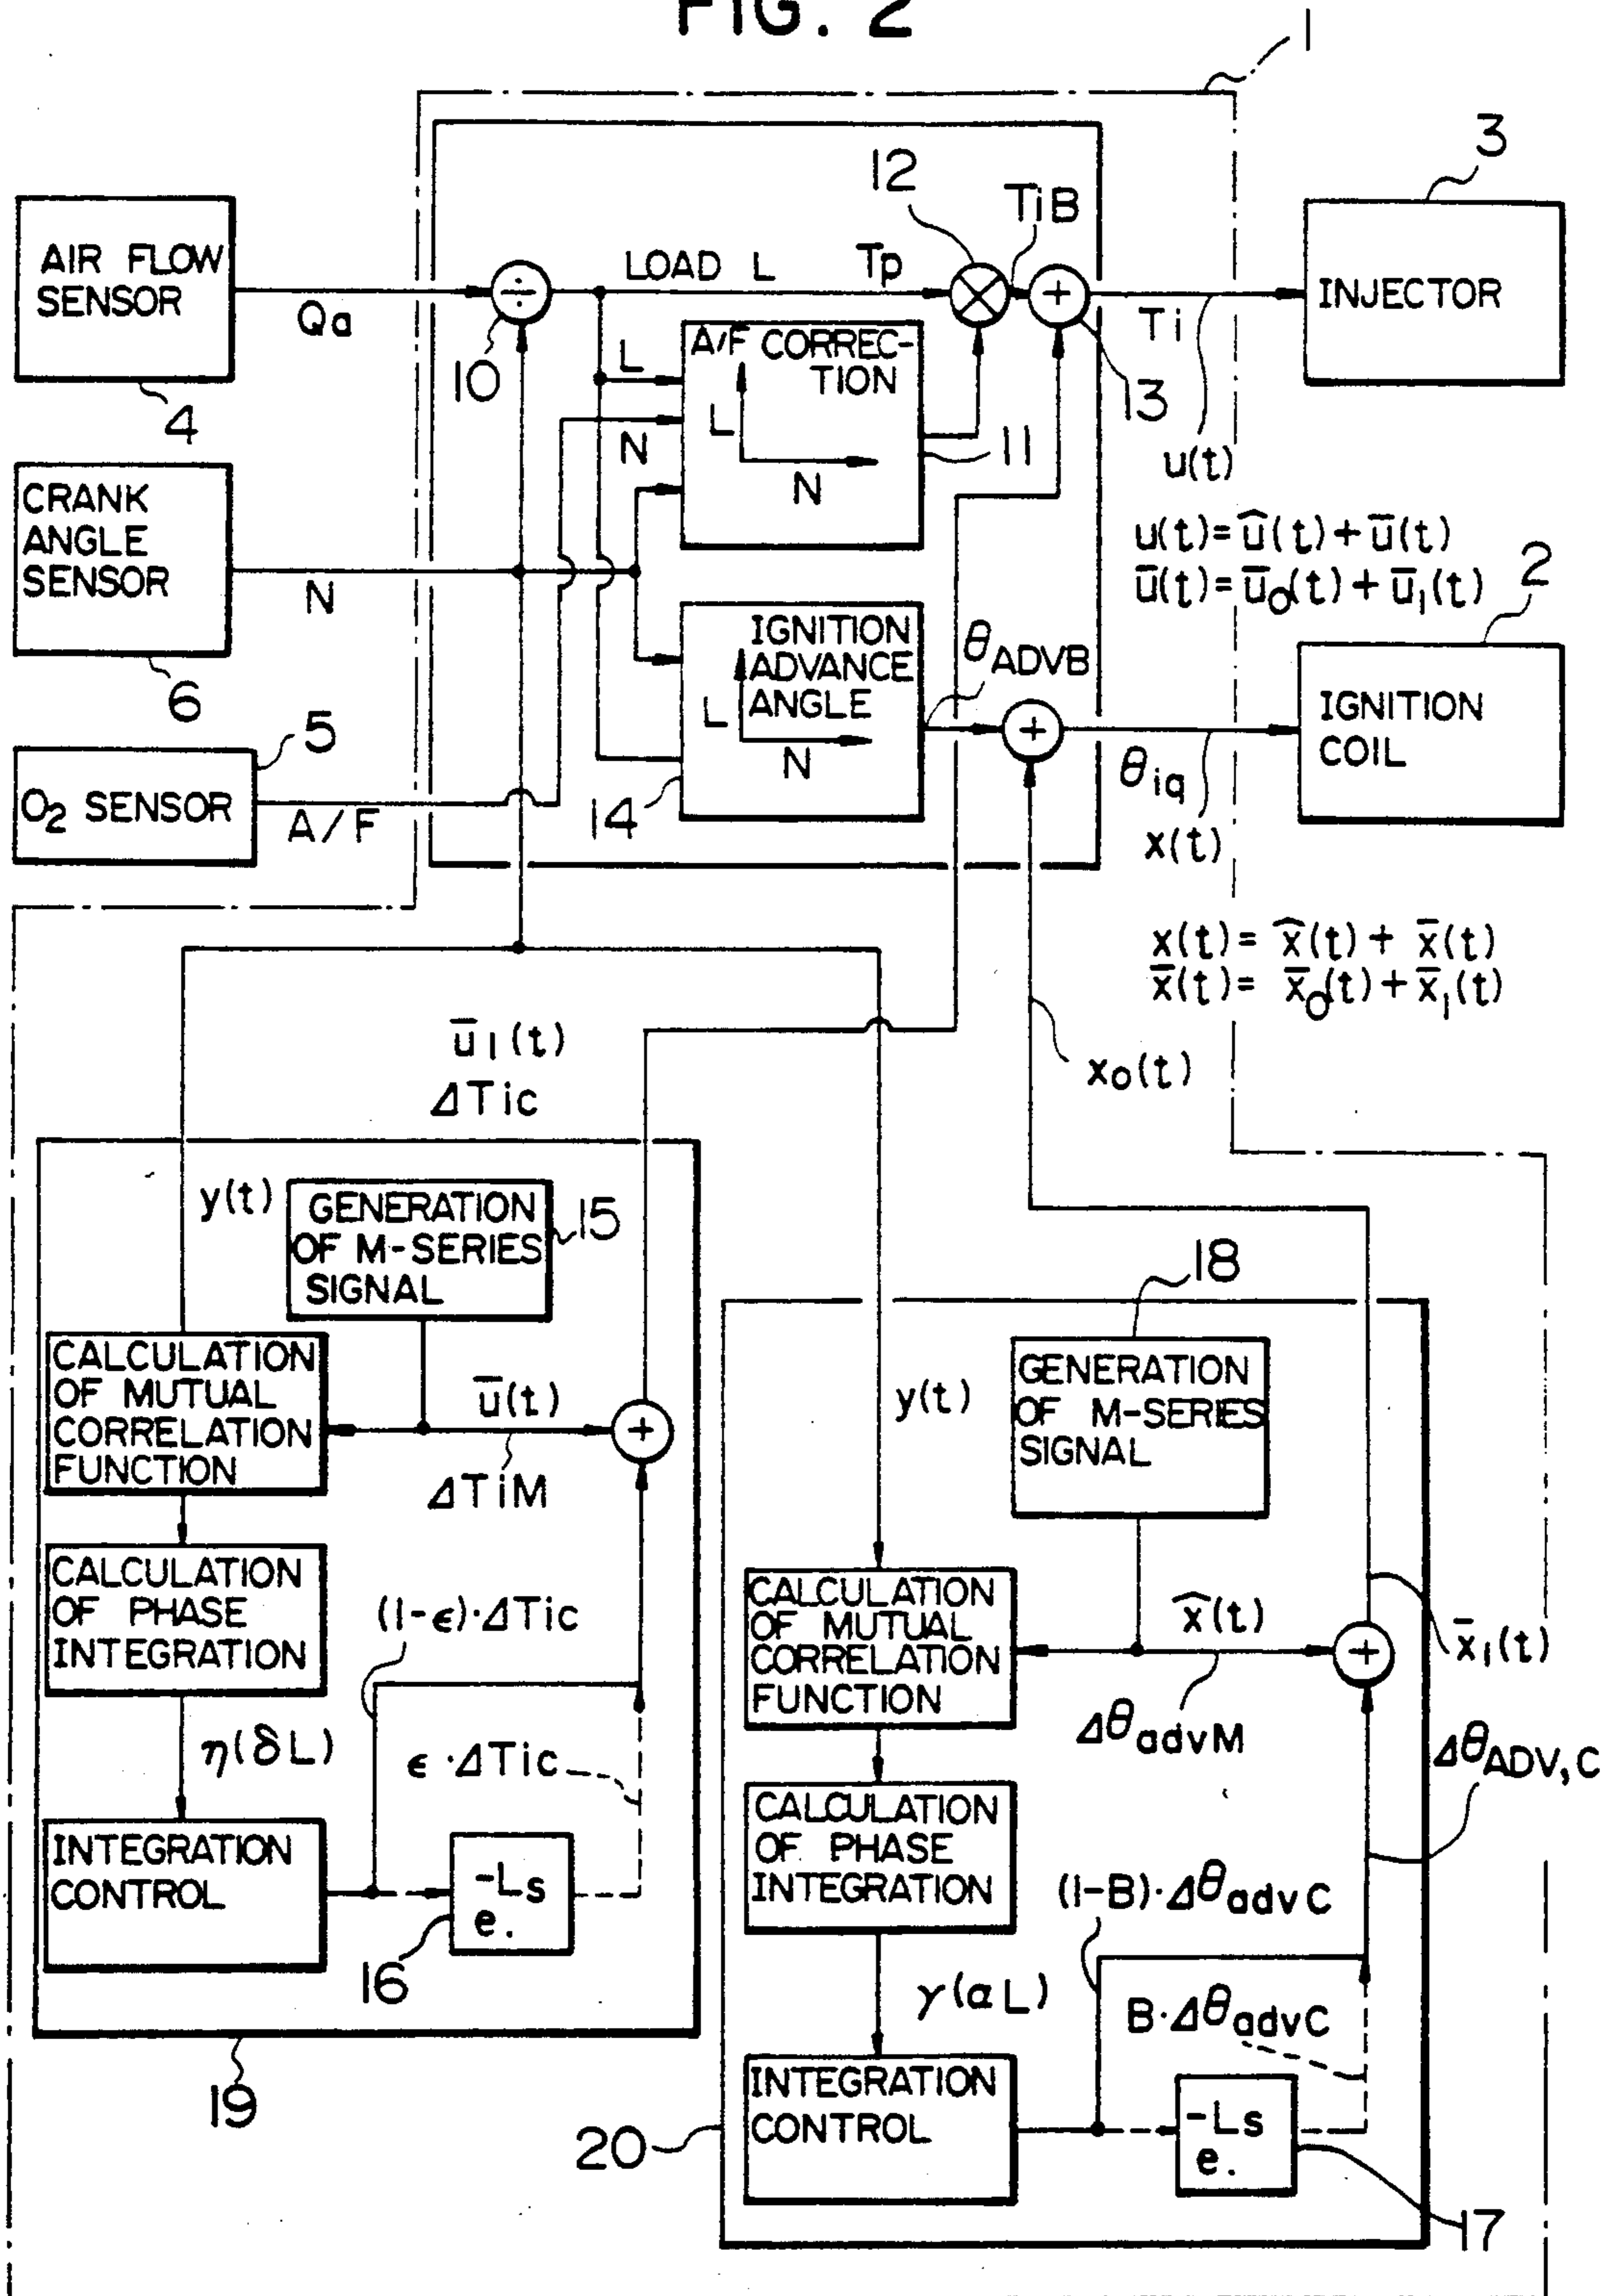 FIG. 2
1
3
12
TiB
AIR FLOW
SENSOR
LOAD L
Tp
INJECTOR
Qa
Ti
10
A/F CORREC-
TION
L
L
N
N
11
13
4
u(t)
CRANK
ANGLE
SENSOR
N
u(t)=û(t)+ū(t)
ū(t)=ū₀(t)+ū₁(t)
2
6
IGNITION
ADVANCE
ANGLE
L
N
θADVB
IGNITION
COIL
5
O2 SENSOR
A/F
14
θiq
x(t)
x(t)= x̂(t)+ x̄(t)
x̄(t)= x̄₀(t)+x̄₁(t)
ū1(t)
ΔTic
x₀(t)
y(t)
GENERATION
OF M-SERIES
SIGNAL
15
18
CALCULATION
OF MUTUAL
CORRELATION
FUNCTION
ū(t)
ΔTiM
y(t)
GENERATION
OF M-SERIES
SIGNAL
CALCULATION
OF PHASE
INTEGRATION
(1-ϵ)·ΔTic
CALCULATION
OF MUTUAL
CORRELATION
FUNCTION
x̂(t)
x̄₁(t)
ΔθadvM
ΔθADV,C
η(δL)
ϵ·ΔTic
CALCULATION
OF PHASE
INTEGRATION
INTEGRATION
CONTROL
-Ls
e.
16
(1-B)·ΔθadvC
γ(αL)
B·ΔθadvC
19
INTEGRATION
CONTROL
-Ls
e.
20
17